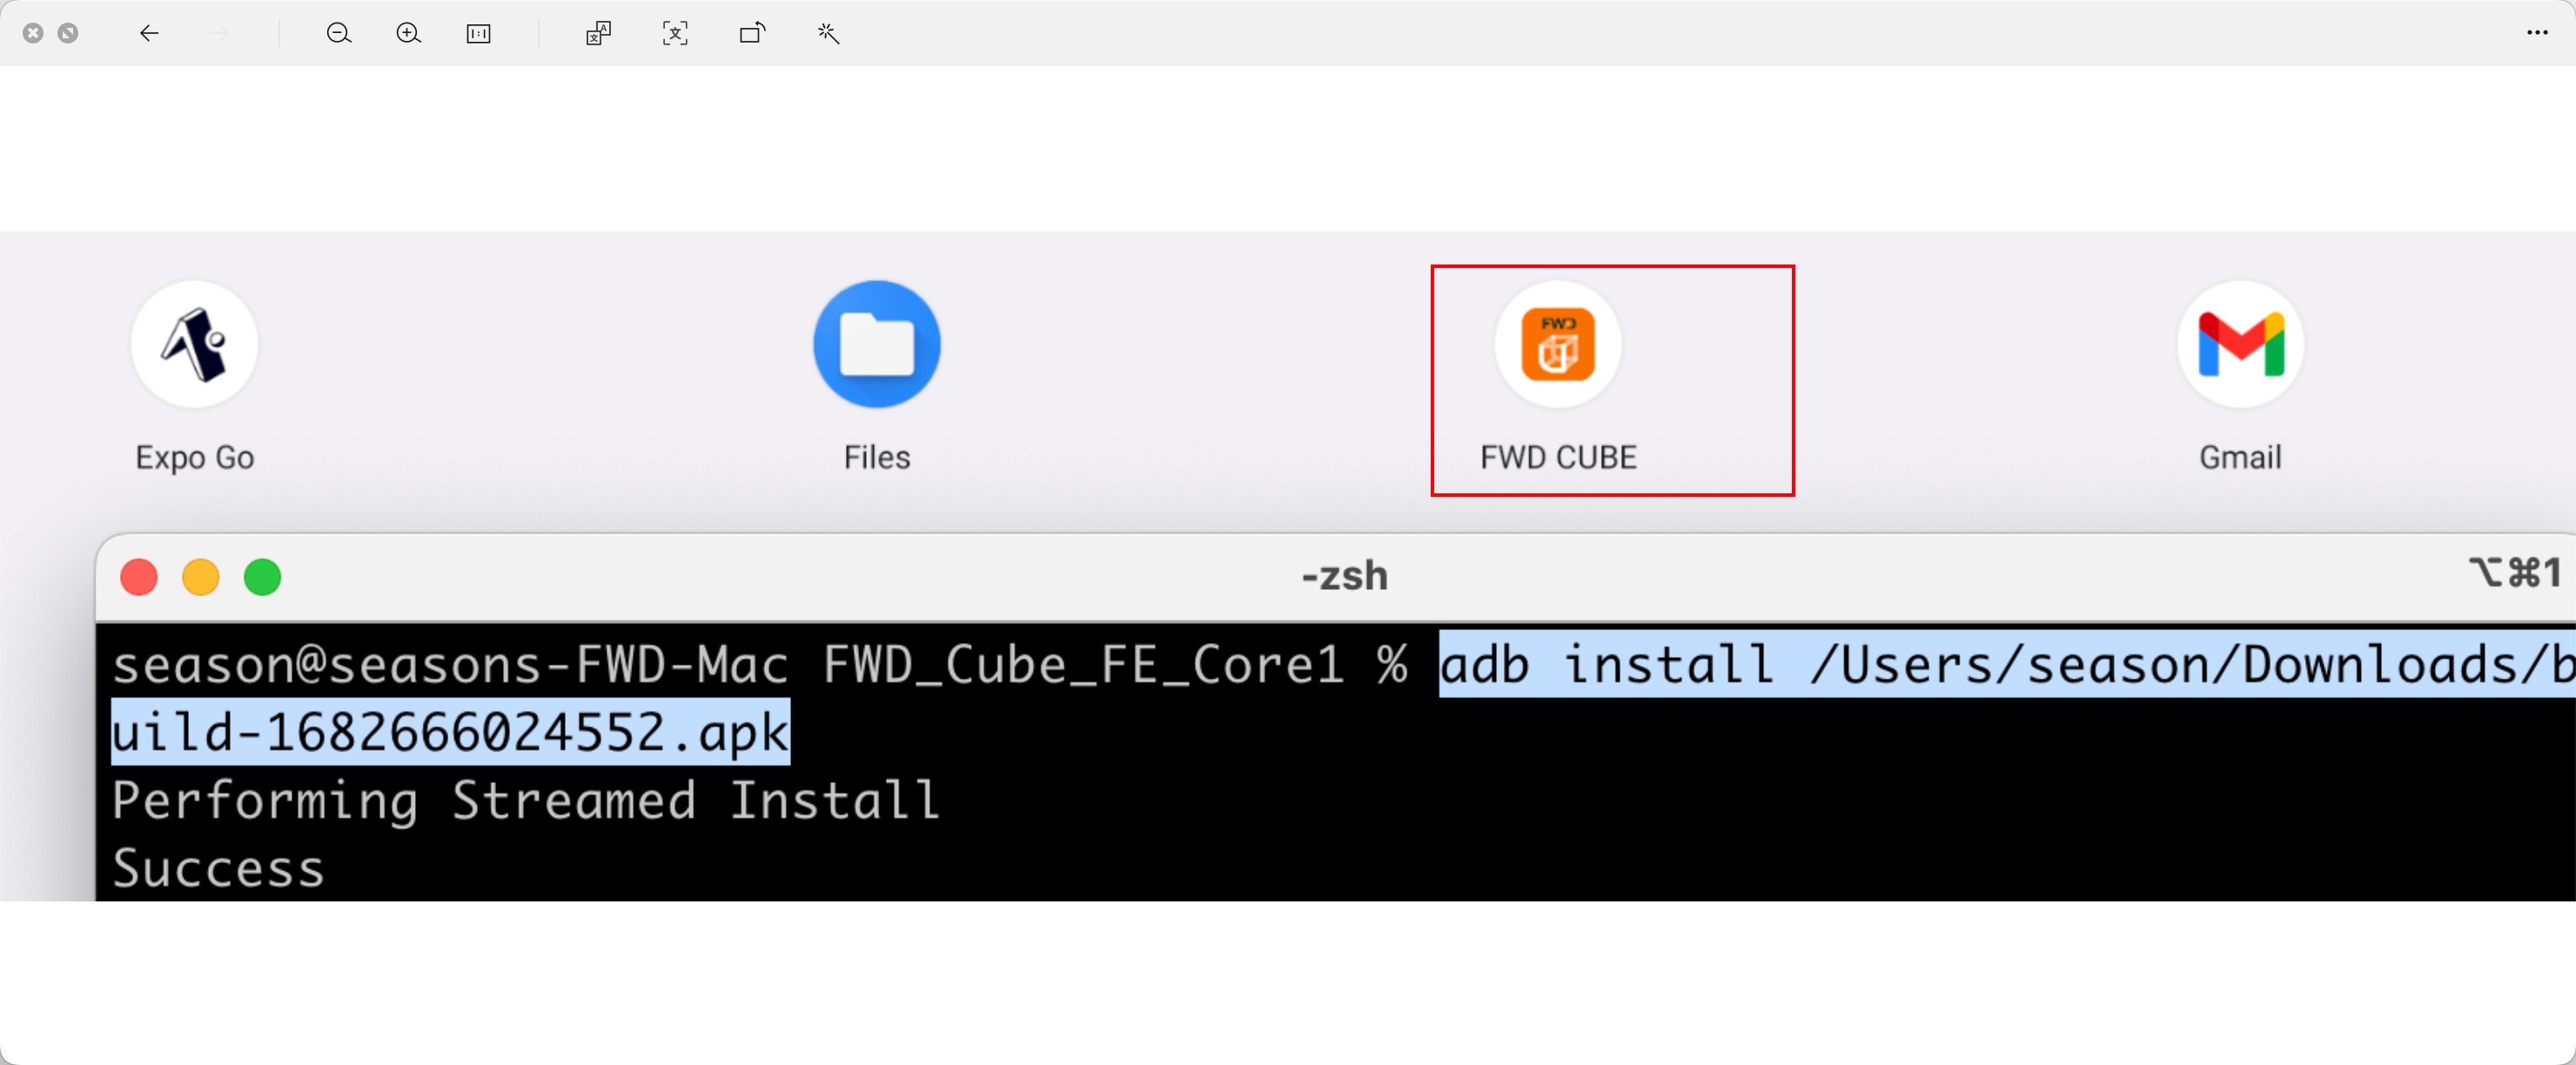 Expo Go
Files
FWD
FWD CUBE
Gmail
-zsh
⌥⌘1
season@seasons-FWD-Mac FWD_Cube_FE_Core1 % adb install /Users/season/Downloads/b
uild-1682666024552.apk
Performing Streamed Install
Success